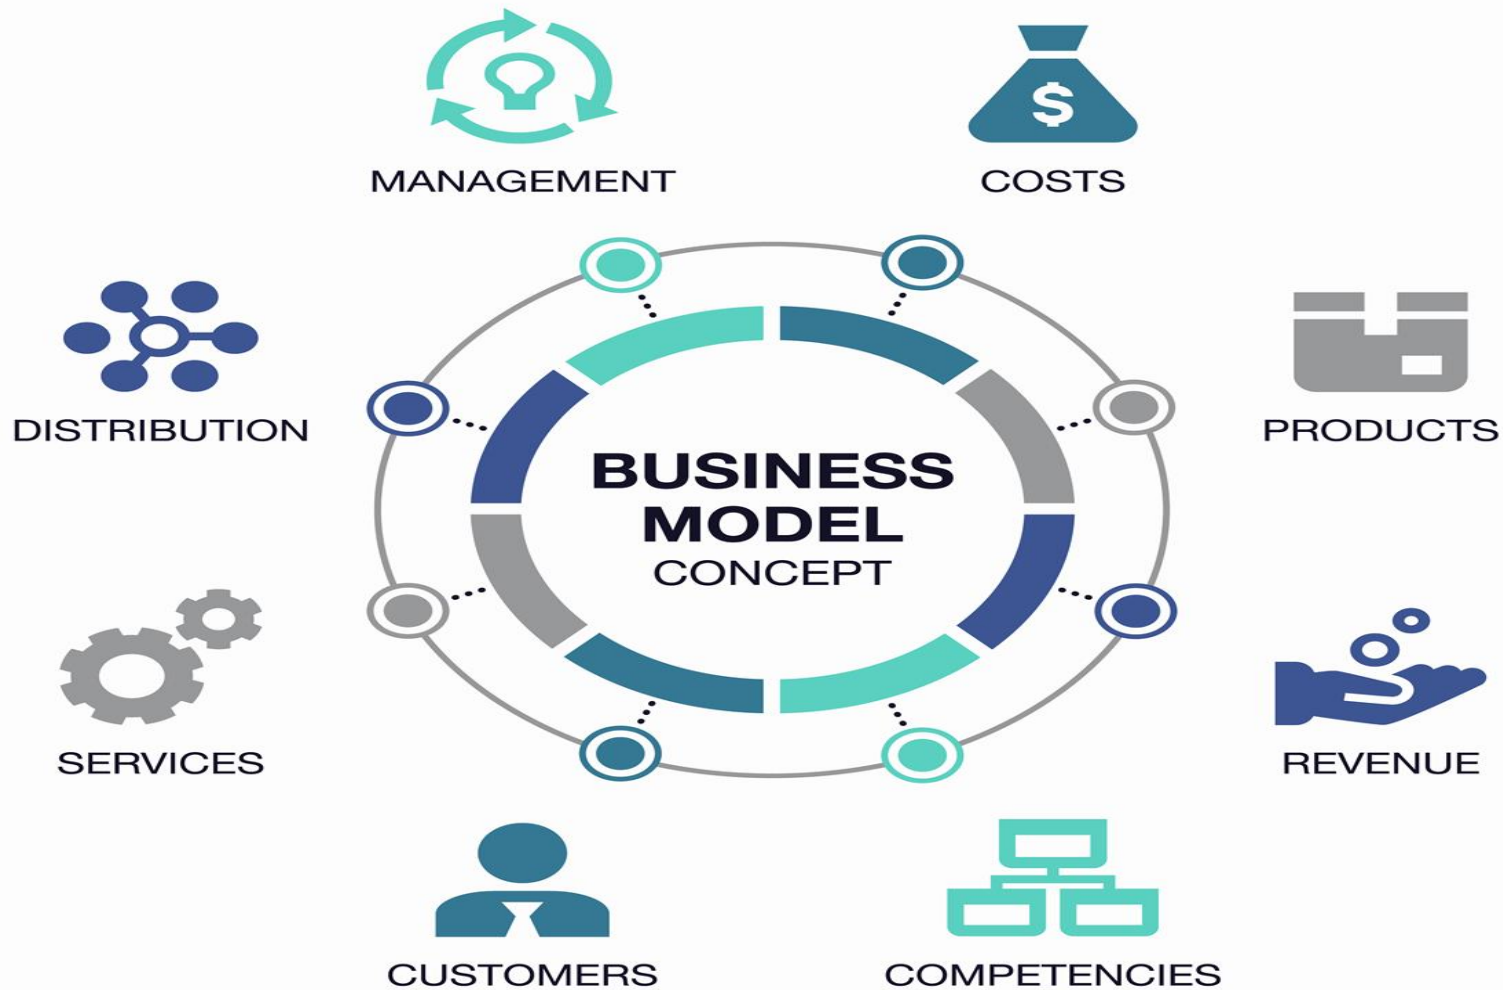 MANAGEMENT
COSTS
$
DISTRIBUTION
PRODUCTS
BUSINESS
MODEL
CONCEPT
SERVICES
REVENUE
CUSTOMERS
COMPETENCIES